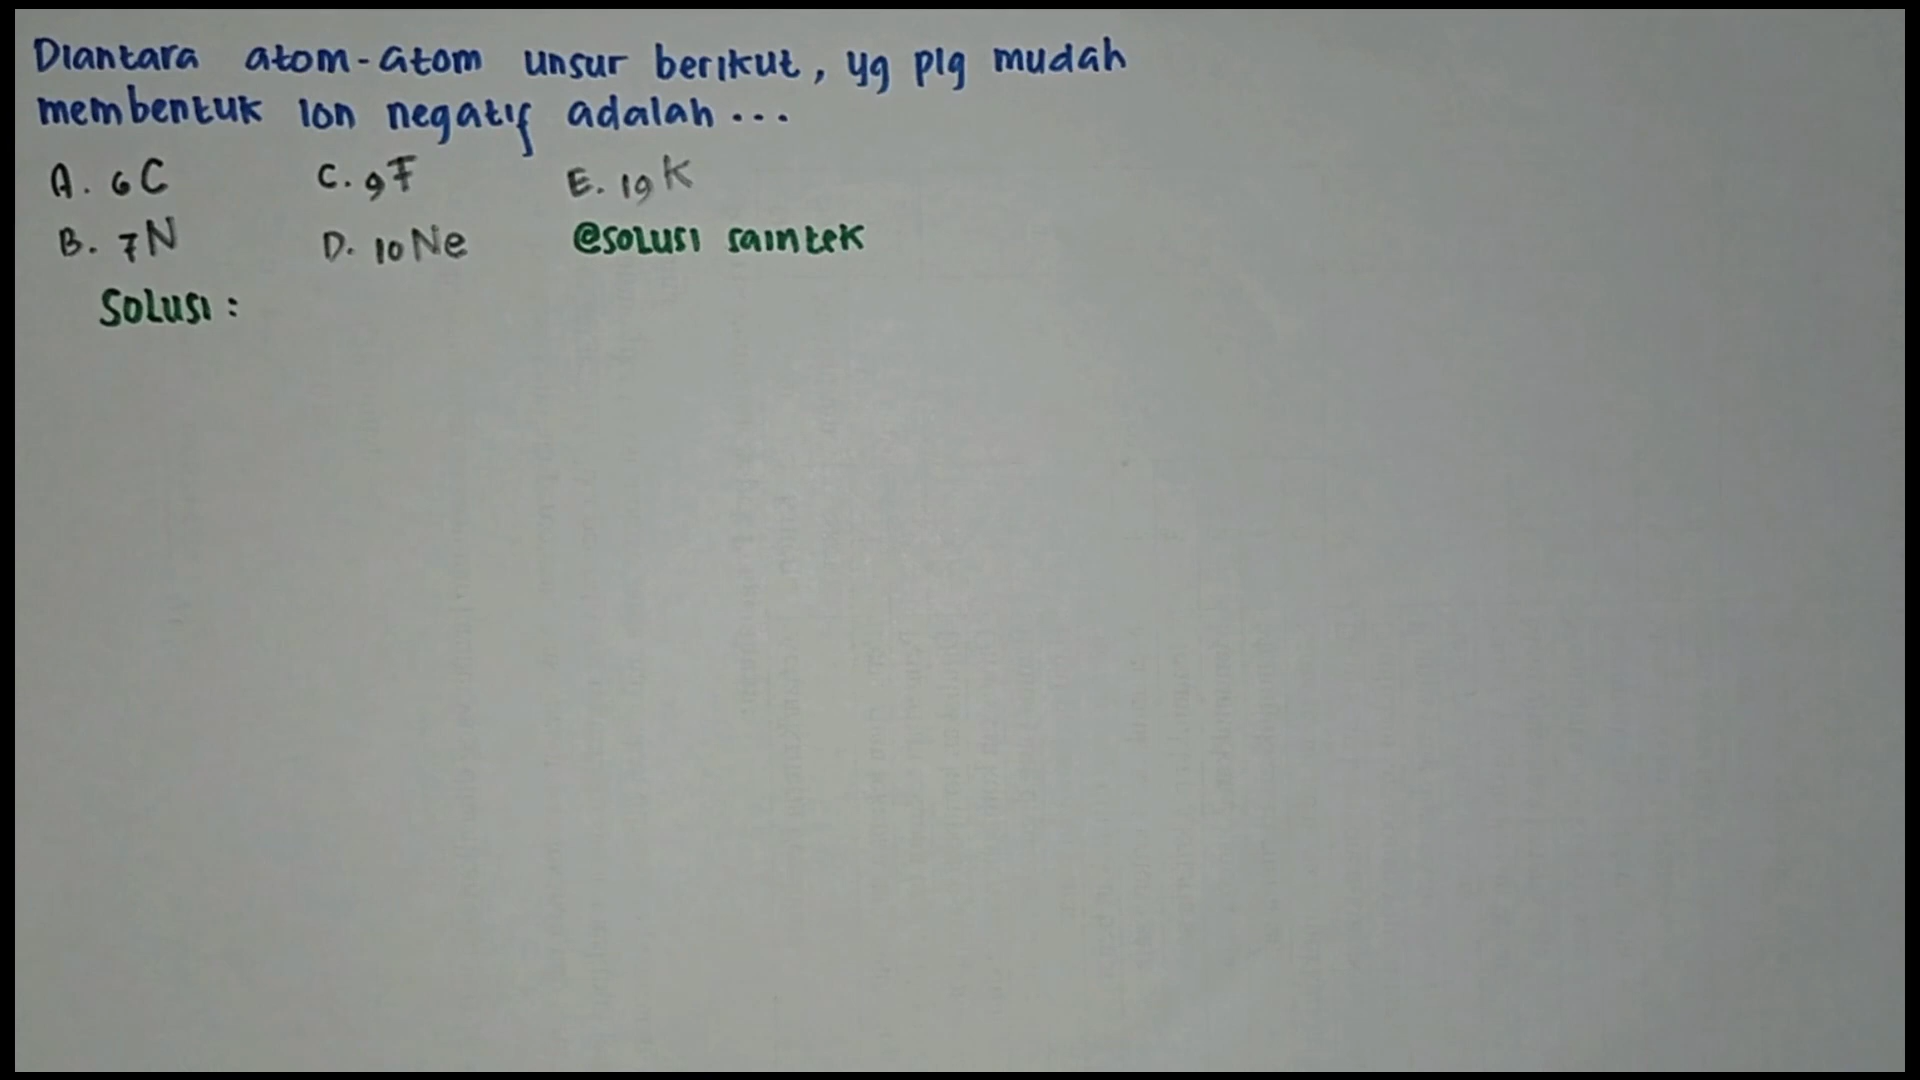 Diantara atom-atom unsur berikut, yg plg mudah
membentuk Ion negatif adalah ...
A. 6C C. 9F E. 19K
B. 7N D. 10Ne @solusi saintek
Solusi :